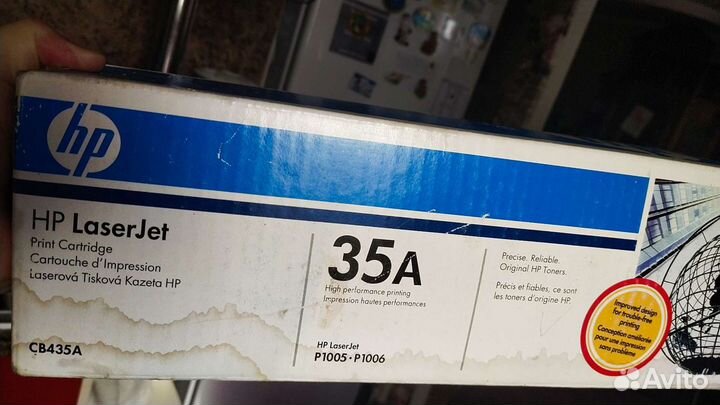 hp
HP LaserJet
Print Cartridge
Cartouche d'Impression
Laserová Tisková Kazeta HP
CB435A
35A
High performance printing
Impression hautes performances
HP LaserJet
P1005 • P1006
Precise. Reliable.
Original HP Toners.
Précis et fiables, ce sont
les toners d'origine HP.
Improved design
for trouble-free
printing
Conception améliorée
pour une impression
sans problème
Avito